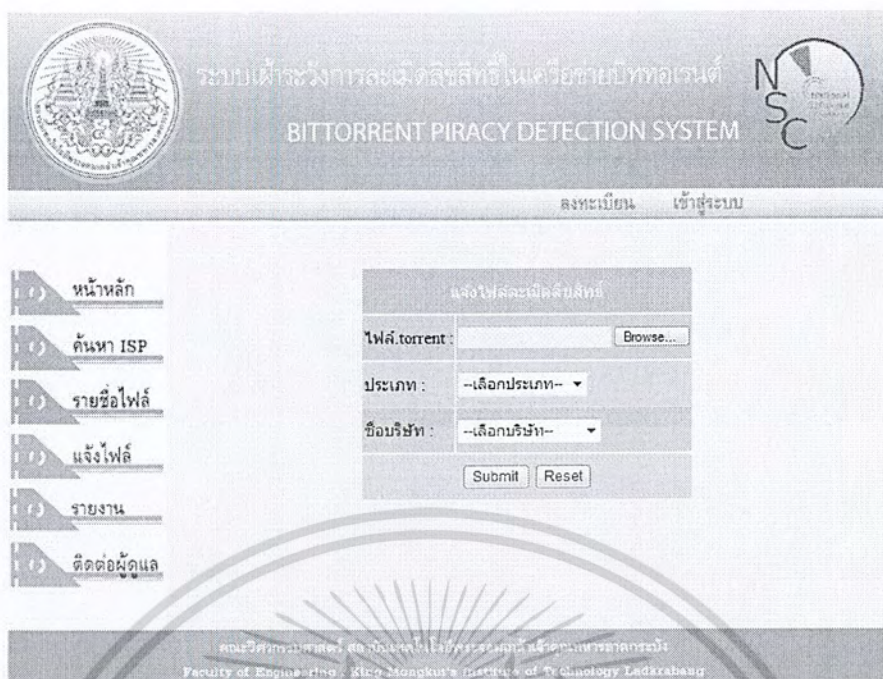 ระบบเฝ้าระวังการละเมิดลิขสิทธิ์ในเครือข่ายบิททอเรนต์
BITTORRENT PIRACY DETECTION SYSTEM
NSC
ลงทะเบียน เข้าสู่ระบบ
หน้าหลัก
ค้นหา ISP
รายชื่อไฟล์
แจ้งไฟล์
รายงาน
ติดต่อผู้ดูแล
แจ้งไฟล์ละเมิดลิขสิทธิ์
ไฟล์.torrent : Browse...
ประเภท : --เลือกประเภท--
ชื่อบริษัท : --เลือกบริษัท--
Submit Reset
คณะวิศวกรรมศาสตร์ สถาบันเทคโนโลยีพระจอมเกล้าเจ้าคุณทหารลาดกระบัง
Faculty of Engineering , King Mongkut's Institute of Technology Ladkrabang